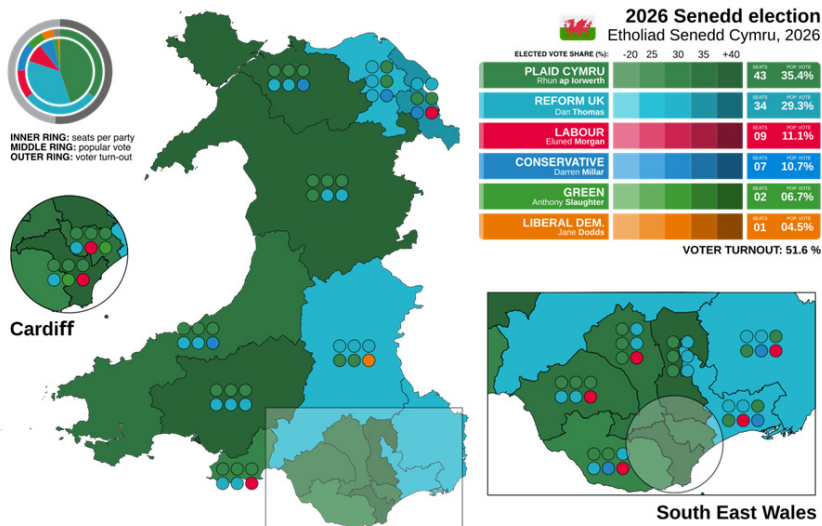 2026 Senedd election
Etholiad Senedd Cymru, 2026
ELECTED VOTE SHARE (%): -20 25 30 35 +40
PLAID CYMRU
Rhun ap Iorwerth
SEATS POP. VOTE
43 35.4%
REFORM UK
Dan Thomas
SEATS POP. VOTE
34 29.3%
LABOUR
Eluned Morgan
SEATS POP. VOTE
09 11.1%
CONSERVATIVE
Darren Millar
SEATS POP. VOTE
07 10.7%
GREEN
Anthony Slaughter
SEATS POP. VOTE
02 06.7%
LIBERAL DEM.
Jane Dodds
SEATS POP. VOTE
01 04.5%
VOTER TURNOUT: 51.6 %
INNER RING: seats per party
MIDDLE RING: popular vote
OUTER RING: voter turn-out
Cardiff
South East Wales